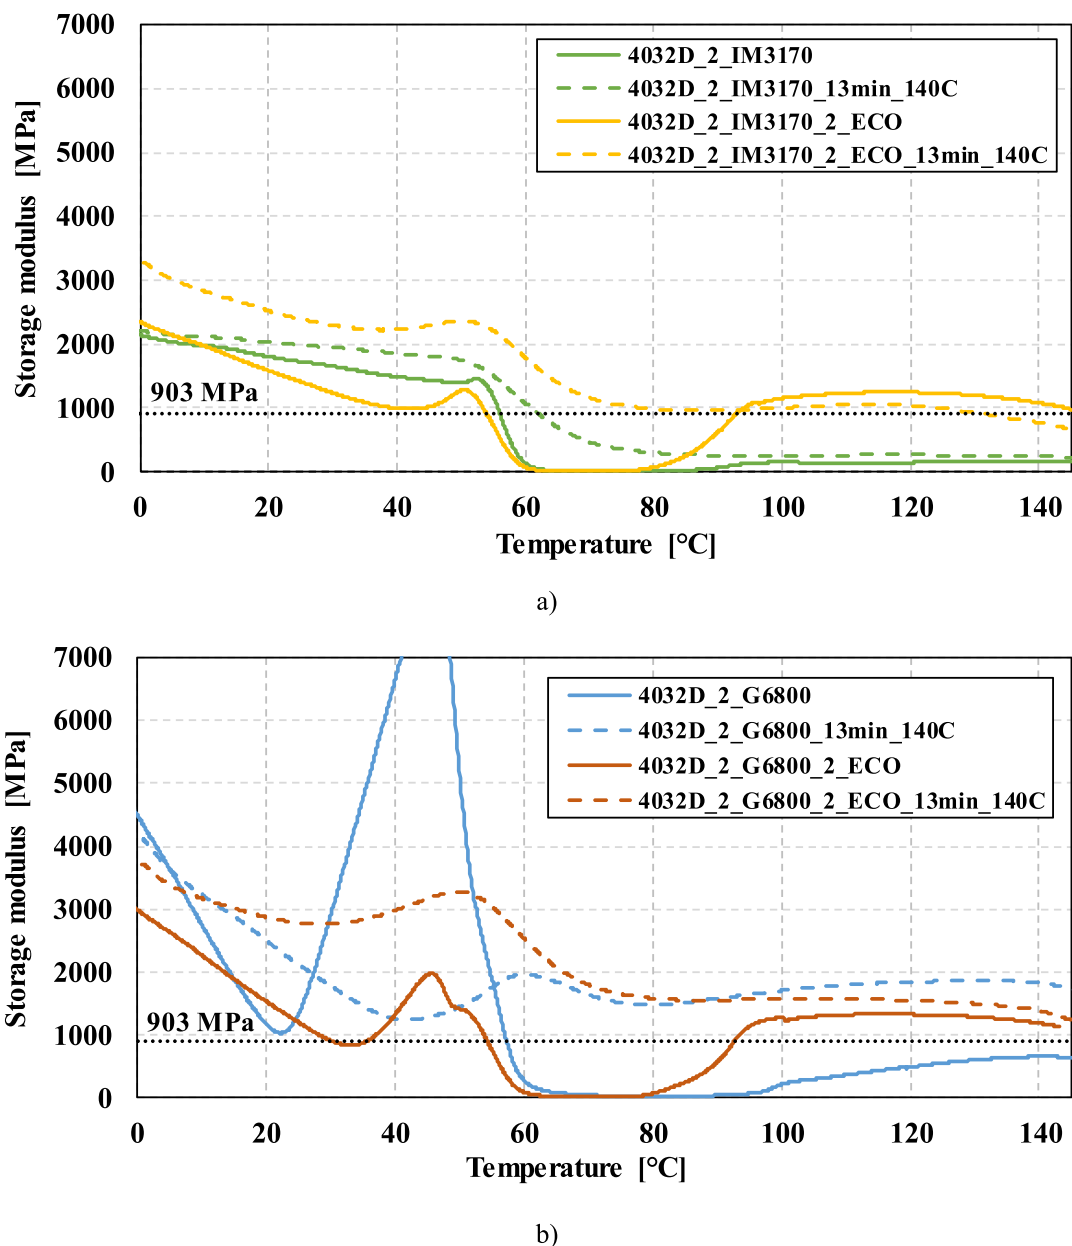 7000
6000
5000
4000
3000
2000
1000
0
Storage modulus [MPa]
4032D_2_IM3170
4032D_2_IM3170_13min_140C
4032D_2_IM3170_2_ECO
4032D_2_IM3170_2_ECO_13min_140C
903 MPa
0 20 40 60 80 100 120 140
Temperature [°C]
a)
7000
6000
5000
4000
3000
2000
1000
0
Storage modulus [MPa]
4032D_2_G6800
4032D_2_G6800_13min_140C
4032D_2_G6800_2_ECO
4032D_2_G6800_2_ECO_13min_140C
903 MPa
0 20 40 60 80 100 120 140
Temperature [°C]
b)